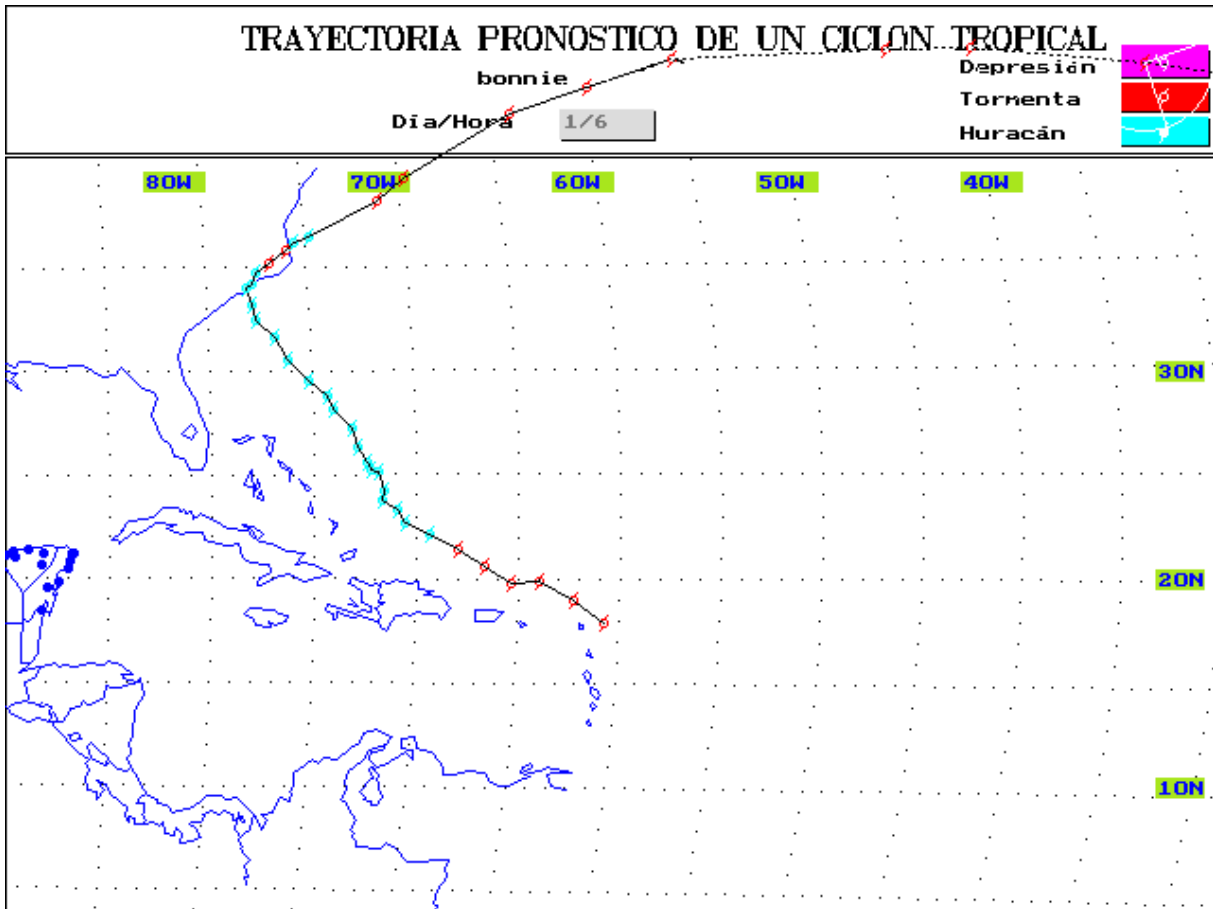 TRAYECTORIA PRONOSTICO DE UN CICLON TROPICAL
bonnie
Depresión
Día/Hora 1/6
Tormenta
Huracán
80W 70W 60W 50W 40W
30N
20N
10N